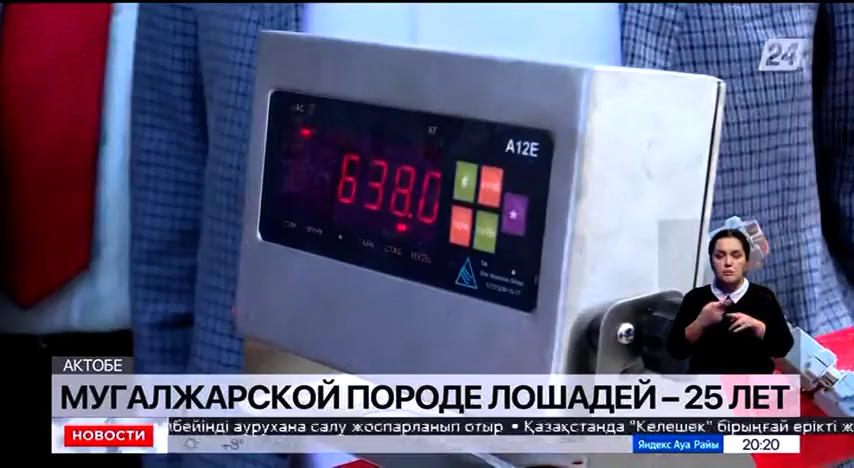 24
КГ
A12E
638.0
АКТОБЕ
МУГАЛЖАРСКОЙ ПОРОДЕ ЛОШАДЕЙ – 25 ЛЕТ
НОВОСТИ
аурухана салу жоспарланып отыр • Қазақстанда "Келешек" бірыңғай ерікті
Яндекс Ауа Райы
20:20